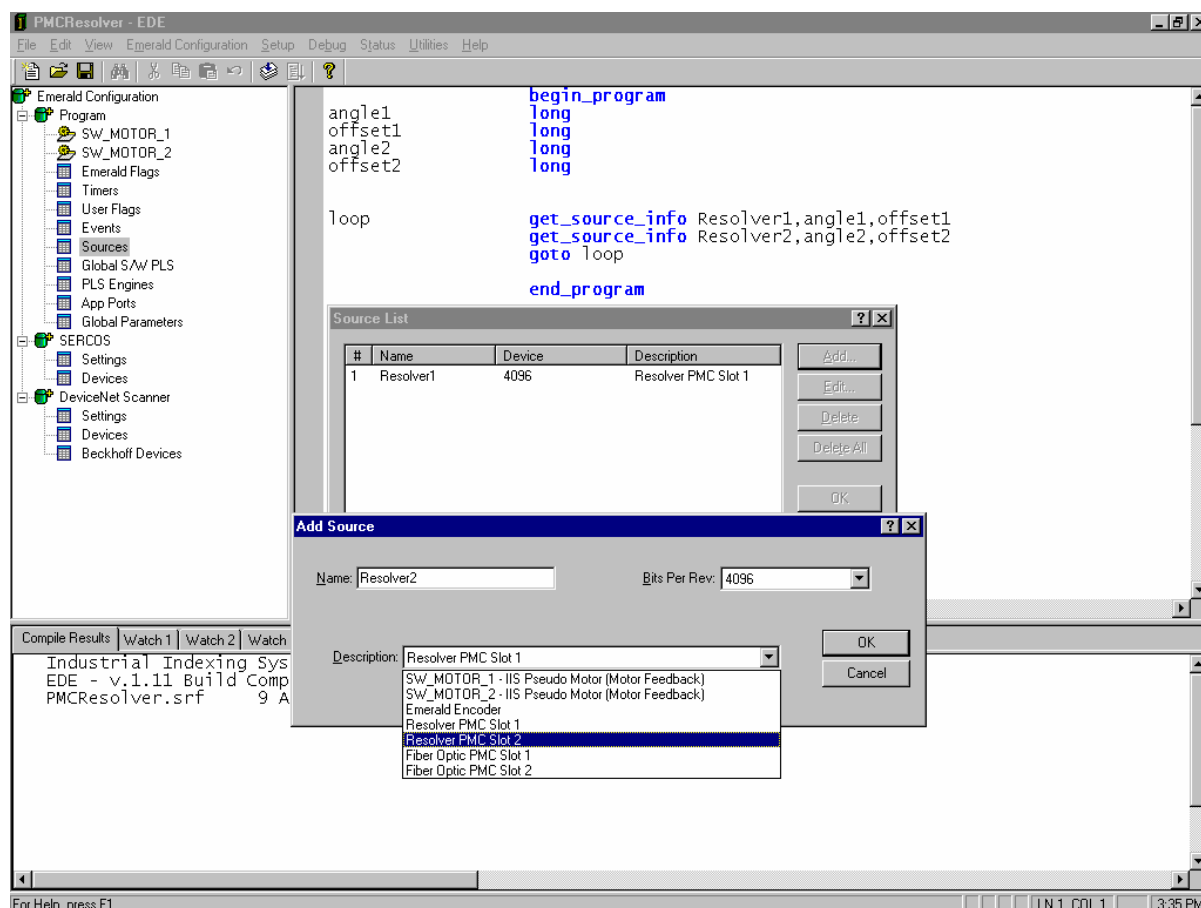 PMCResolver - EDE
File Edit View Emerald Configuration Setup Debug Status Utilities Help
Emerald Configuration
Program
SW_MOTOR_1
SW_MOTOR_2
Emerald Flags
Timers
User Flags
Events
Sources
Global S/W PLS
PLS Engines
App Ports
Global Parameters
SERCOS
Settings
Devices
DeviceNet Scanner
Settings
Devices
Beckhoff Devices
begin_program
angle1 long
offset1 long
angle2 long
offset2 long
loop get_source_info Resolver1,angle1,offset1
get_source_info Resolver2,angle2,offset2
goto loop
end_program
Source List
# Name Device Description
1 Resolver1 4096 Resolver PMC Slot 1
Add...
Edit...
Delete
Delete All
OK
Add Source
Name: Resolver2 Bits Per Rev: 4096
Description: Resolver PMC Slot 1
OK
Cancel
SW_MOTOR_1 - IIS Pseudo Motor (Motor Feedback)
SW_MOTOR_2 - IIS Pseudo Motor (Motor Feedback)
Emerald Encoder
Resolver PMC Slot 1
Resolver PMC Slot 2
Fiber Optic PMC Slot 1
Fiber Optic PMC Slot 2
Compile Results Watch 1 Watch 2 Watch
Industrial Indexing Sys
EDE - v.1.11 Build Comp
PMCResolver.srf 9 A
For Help, press F1 LN 1, COL 1 3:35 PM